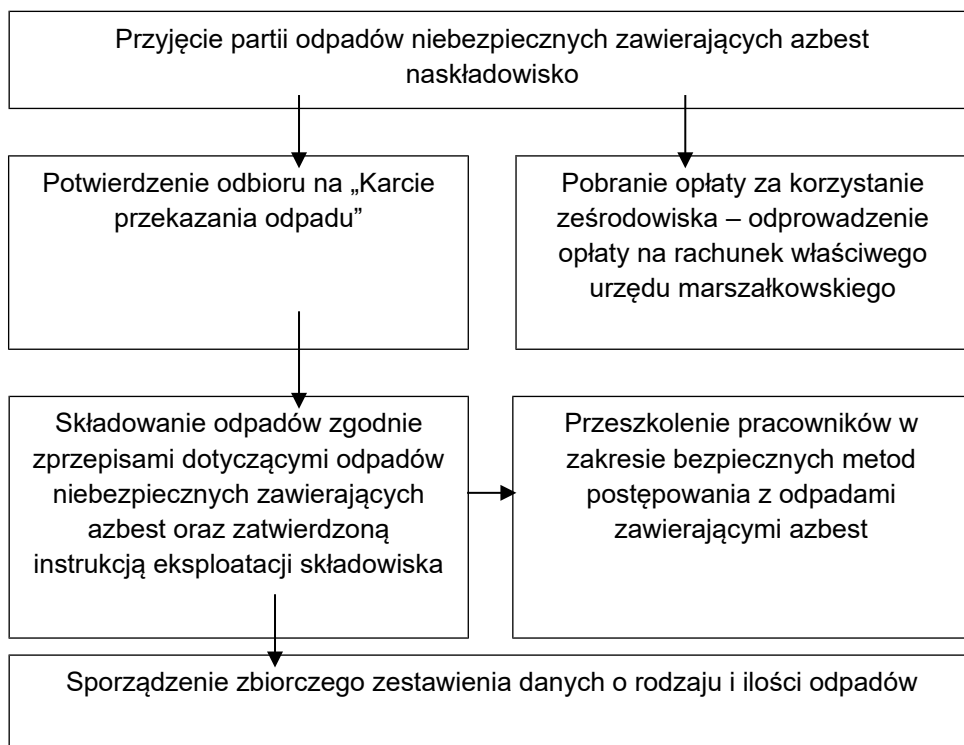 Przyjęcie partii odpadów niebezpiecznych zawierających azbest
naskładowisko
Potwierdzenie odbioru na „Karcie
przekazania odpadu”
Pobranie opłaty za korzystanie
ześrodowiska – odprowadzenie
opłaty na rachunek właściwego
urzędu marszałkowskiego
Składowanie odpadów zgodnie
zprzepisami dotyczącymi odpadów
niebezpiecznych zawierających
azbest oraz zatwierdzoną
instrukcją eksploatacji składowiska
Przeszkolenie pracowników w
zakresie bezpiecznych metod
postępowania z odpadami
zawierającymi azbest
Sporządzenie zbiorczego zestawienia danych o rodzaju i ilości odpadów